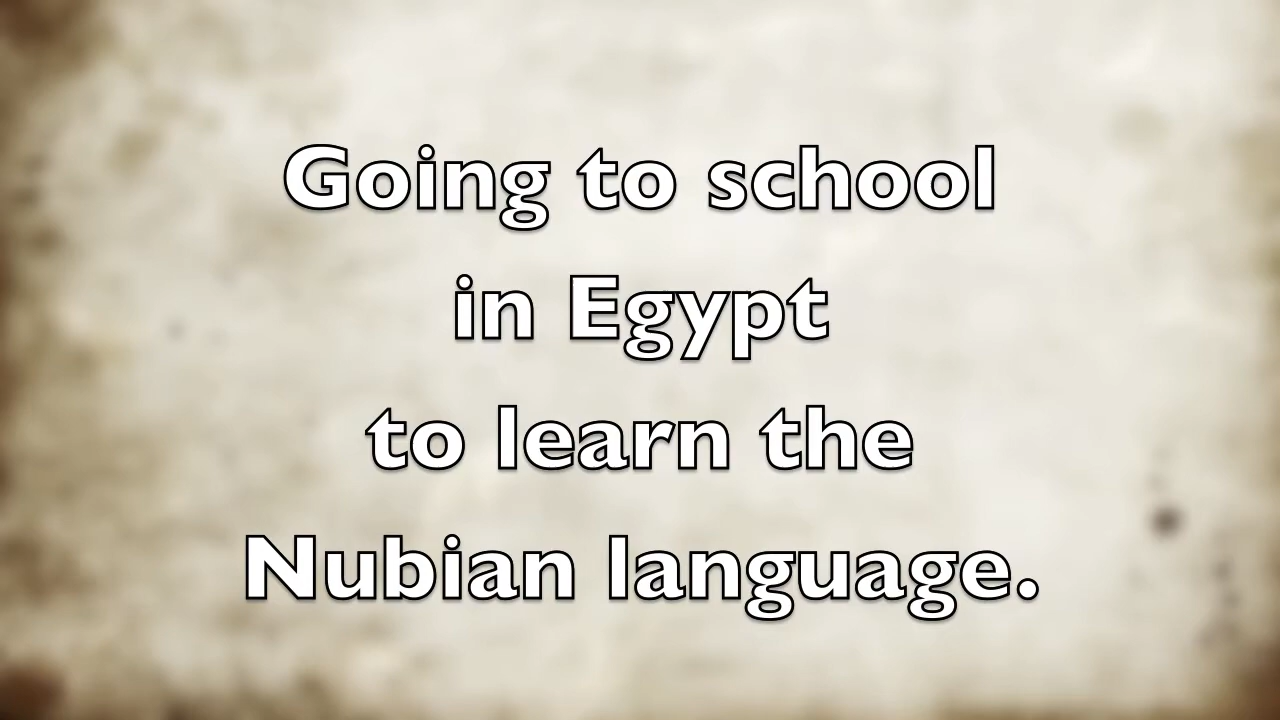 Going to school
in Egypt
to learn the
Nubian language.